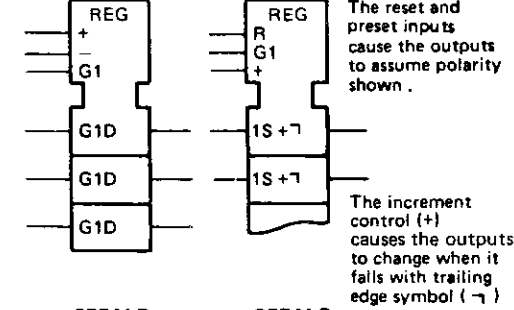 REG
+
−
G1
G1D
G1D
G1D
REG
R
G1
+
1S +¬
1S +¬
The reset and
preset inputs
cause the outputs
to assume polarity
shown .
The increment
control (+)
causes the outputs
to change when it
falls with trailing
edge symbol ( ¬ )